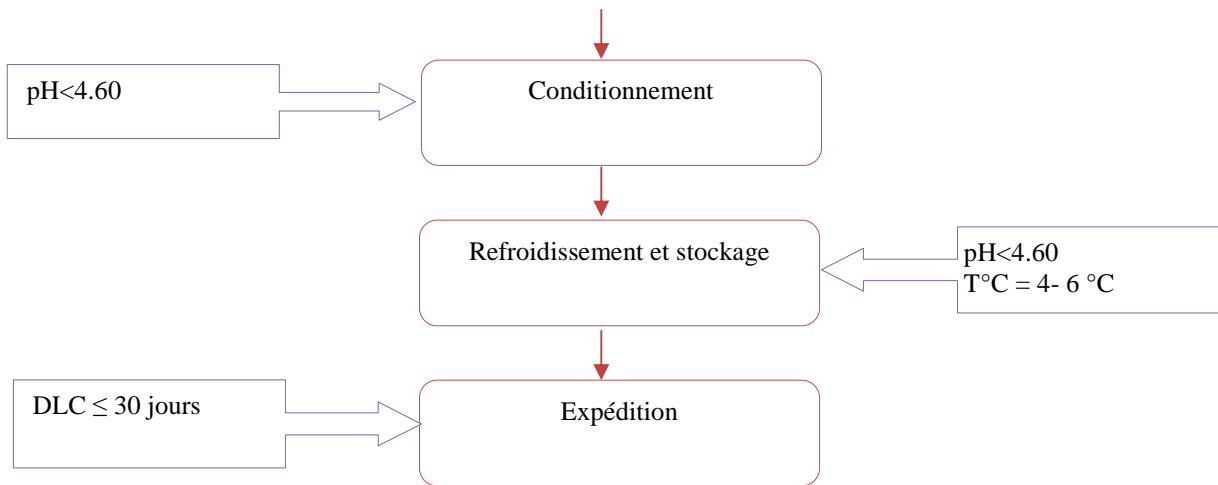 pH<4.60
Conditionnement
Refroidissement et stockage
pH<4.60
T°C = 4- 6 °C
DLC ≤ 30 jours
Expédition